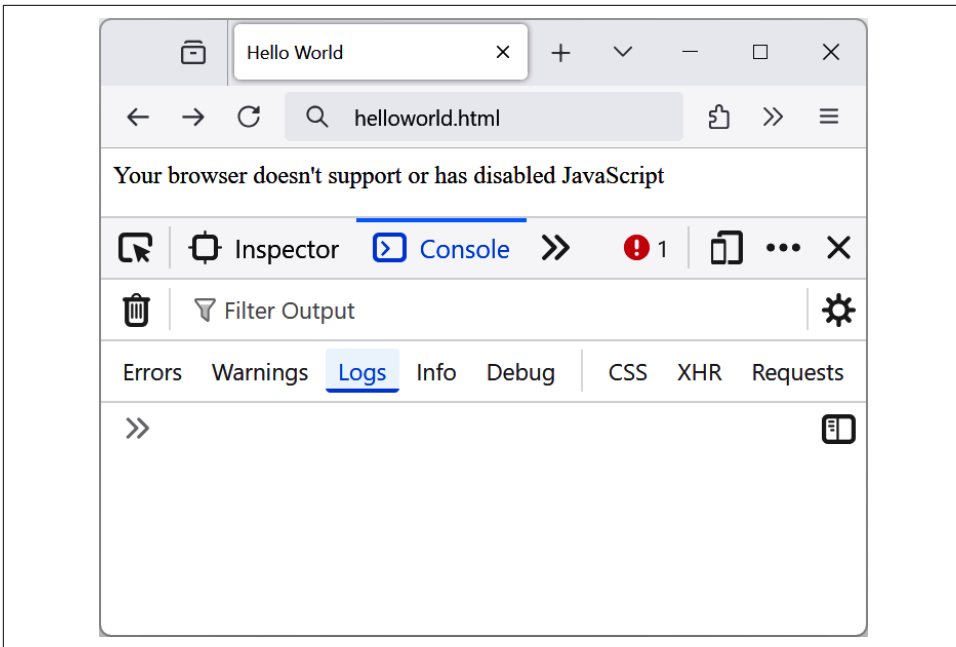 Hello World
helloworld.html
Your browser doesn't support or has disabled JavaScript
Inspector Console 1
Filter Output
Errors Warnings Logs Info Debug CSS XHR Requests